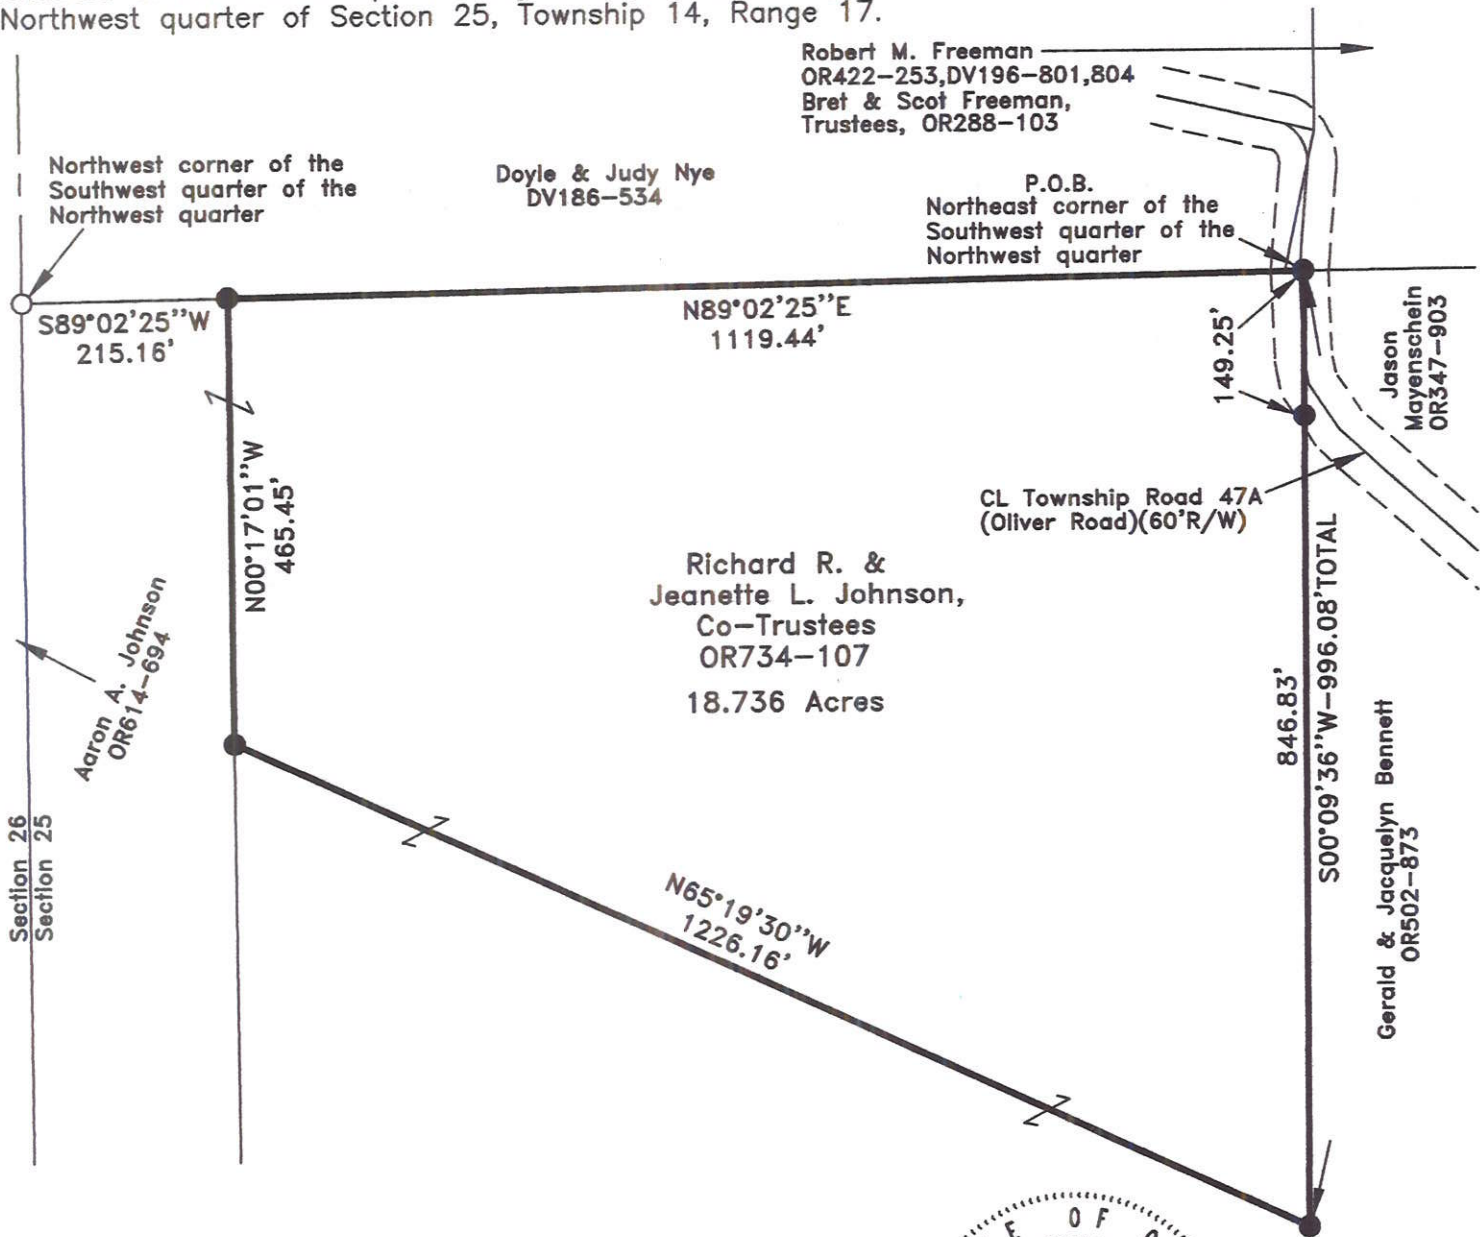 Northwest quarter of Section 25, Township 14, Range 17.
Robert M. Freeman
OR422-253,DV196-801,804
Bret & Scot Freeman,
Trustees, OR288-103
Northwest corner of the
Southwest quarter of the
Northwest quarter
Doyle & Judy Nye
DV186-534
P.O.B.
Northeast corner of the
Southwest quarter of the
Northwest quarter
S89°02'25''W
215.16'
N89°02'25''E
1119.44'
149.25'
Jason
Mayenschein
OR347-903
N00°17'01''W
465.45'
CL Township Road 47A
(Oliver Road)(60'R/W)
Richard R. &
Jeanette L. Johnson,
Co-Trustees
OR734-107
18.736 Acres
Aaron A. Johnson
OR614-694
846.83'
S00°09'36''W-996.08'TOTAL
Gerald & Jacquelyn Bennett
OR502-873
Section 26
Section 25
N65°19'30''W
1226.16'
OF